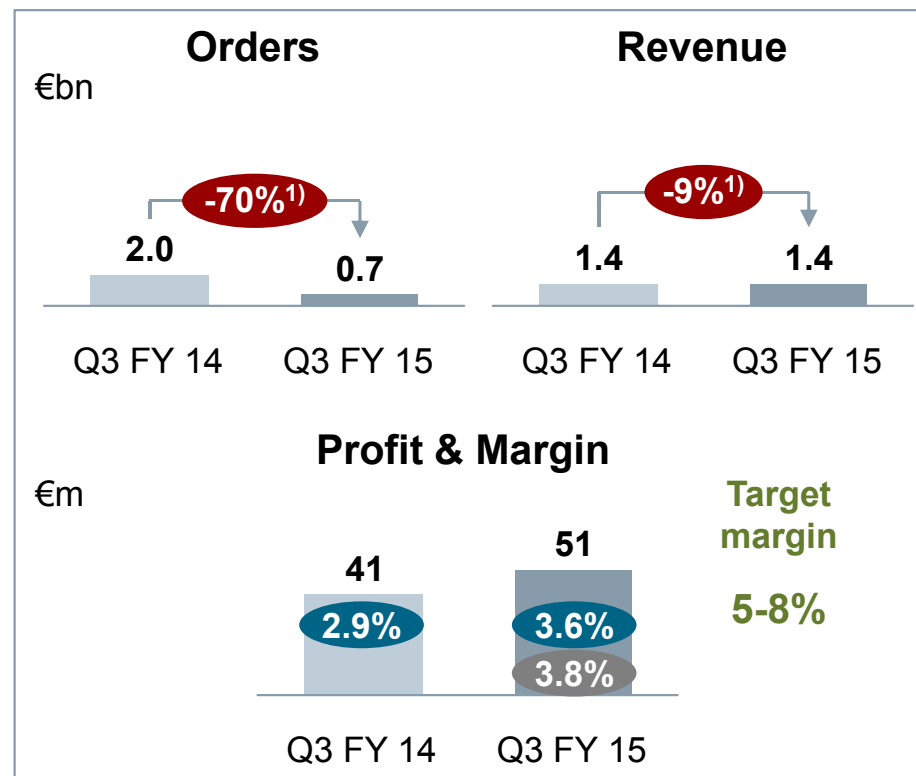 Orders
Revenue
€bn
-70%1)
-9%1)
2.0
0.7
1.4
1.4
Q3 FY 14
Q3 FY 15
Q3 FY 14
Q3 FY 15
Profit & Margin
€m
Target
margin
5-8%
41
51
2.9%
3.6%
3.8%
Q3 FY 14
Q3 FY 15